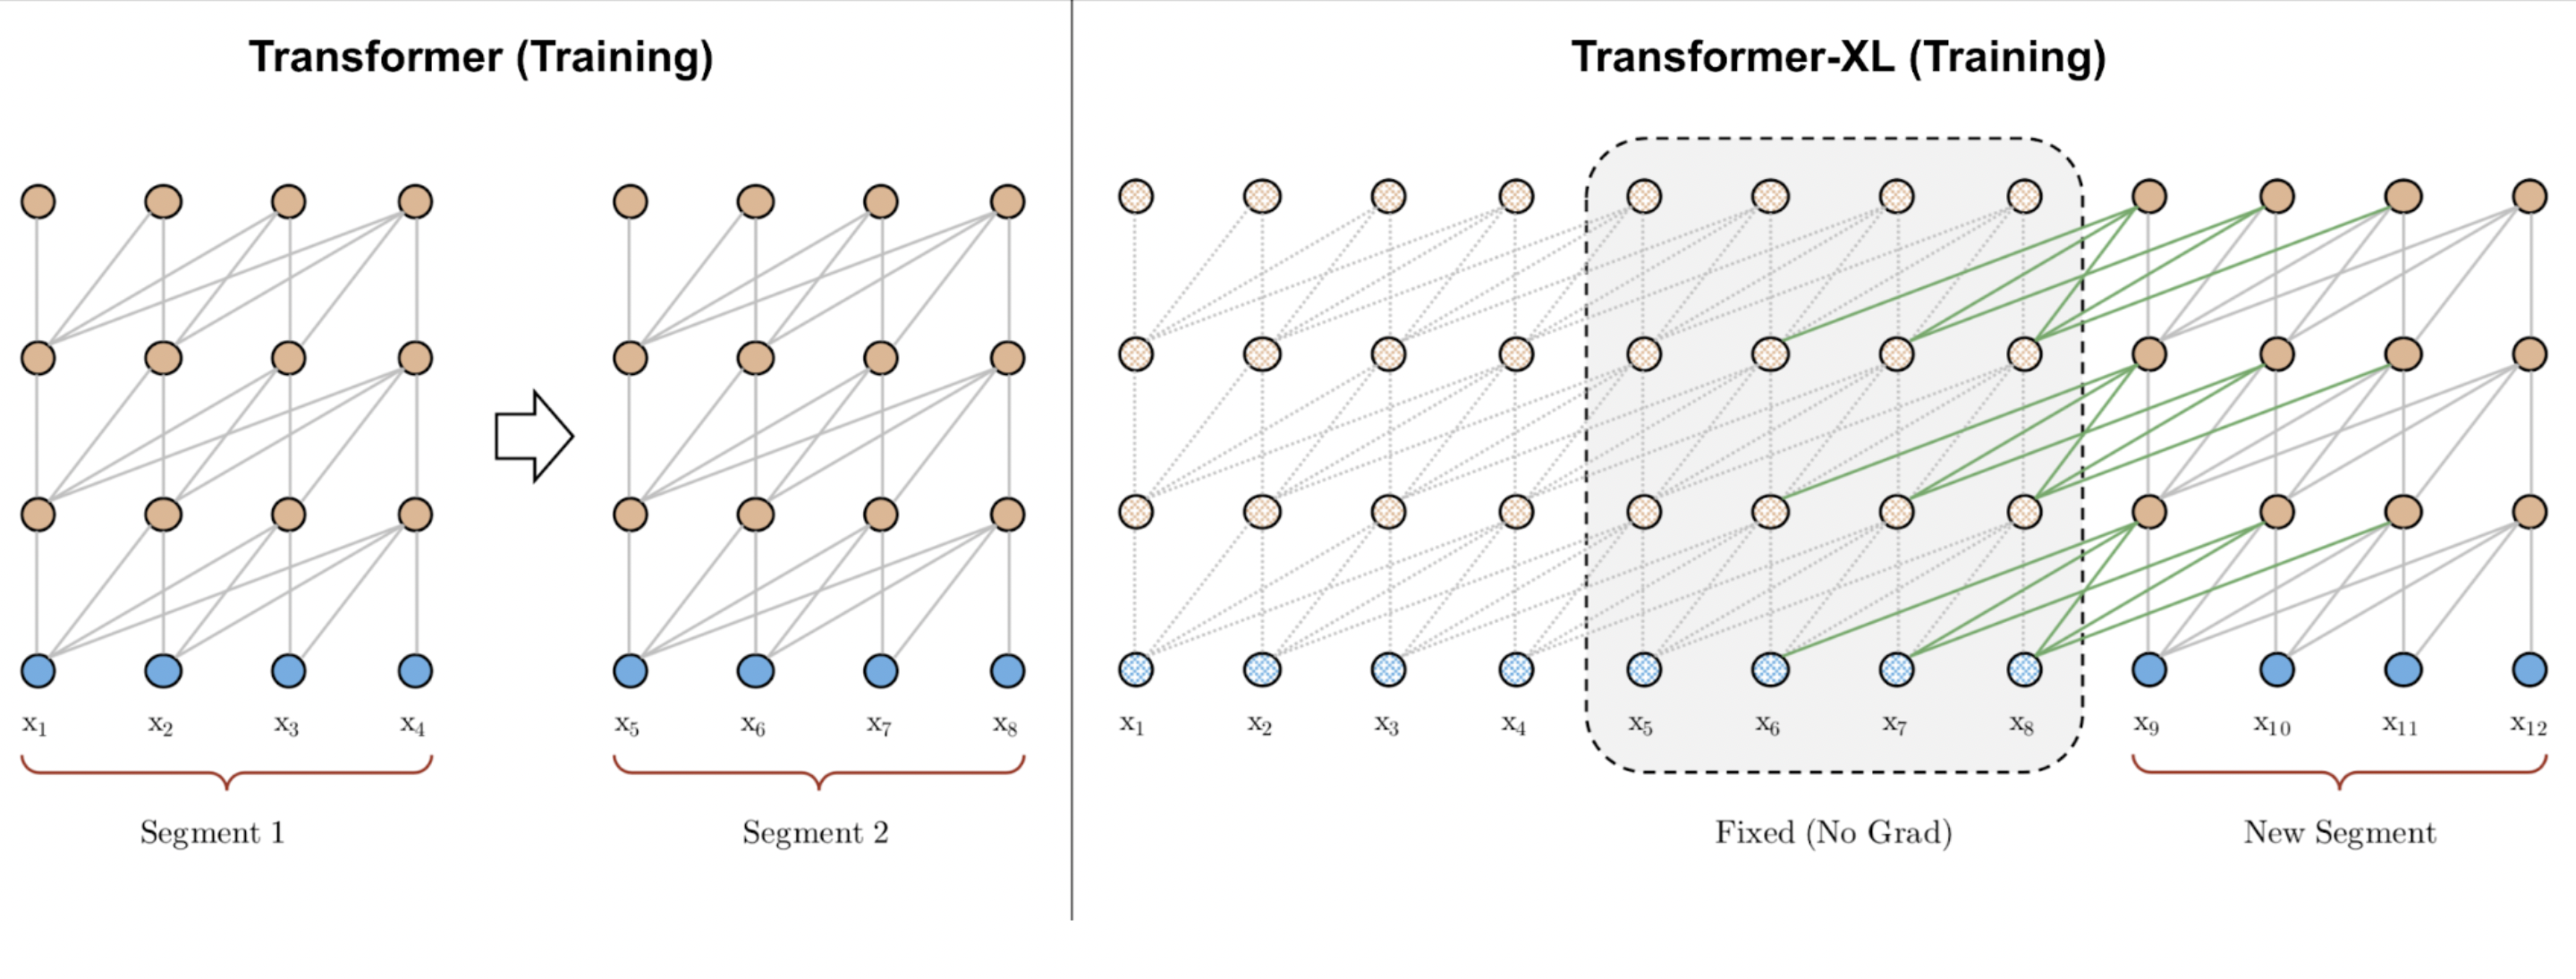 Transformer (Training)
x₁ x₂ x₃ x₄
Segment 1
x₅ x₆ x₇ x₈
Segment 2
Transformer-XL (Training)
x₁ x₂ x₃ x₄ x₅ x₆ x₇ x₈ x₉ x₁₀ x₁₁ x₁₂
Fixed (No Grad)
New Segment